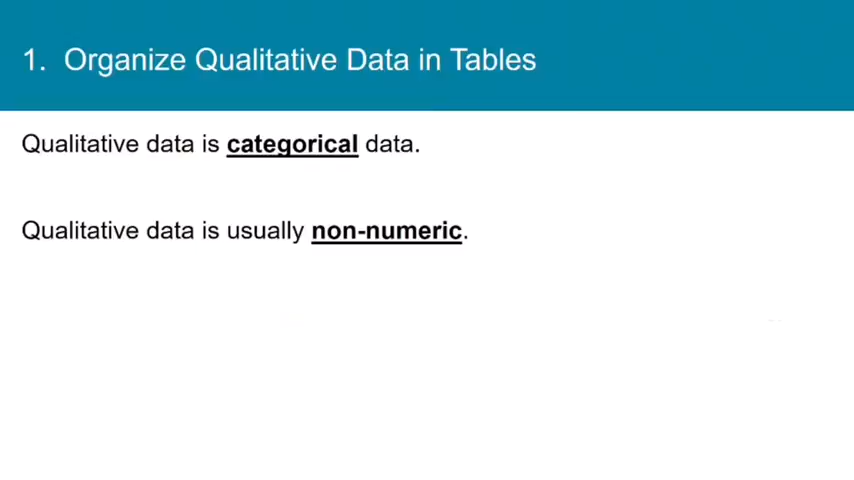 1. Organize Qualitative Data in Tables
Qualitative data is categorical data.
Qualitative data is usually non-numeric.